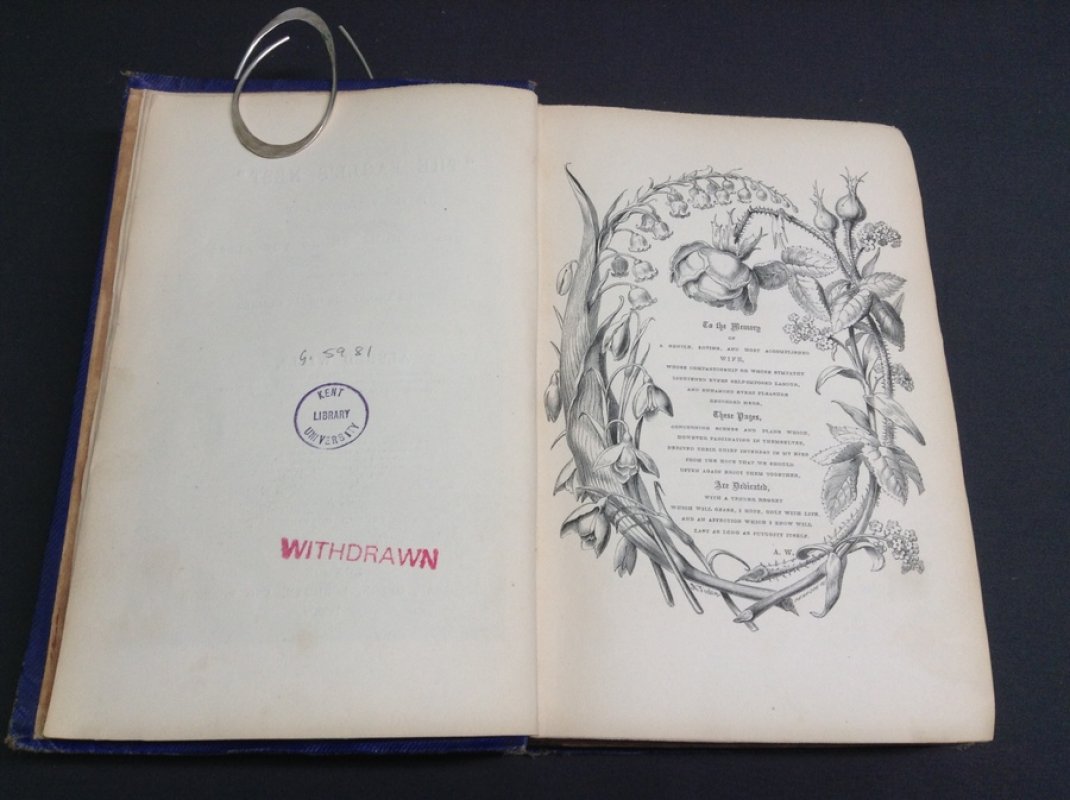 G. 5981
KENT
LIBRARY
UNIVERSITY
WITHDRAWN
To the Memory
OF
A GENTLE, LOVING, AND MOST ACCOMPLISHED
WIFE,
WHOSE COMPANIONSHIP OR WHOSE SYMPATHY
LIGHTENED EVERY SELF-IMPOSED LABOUR,
AND ENHANCED EVERY PLEASURE
BESIDES,
These Pages,
CONCERNING SCENES AND PLANS WHICH,
HOWEVER FASCINATING IN THEMSELVES,
DERIVED THEIR CHIEF INTEREST IN MY EYES
FROM THE HOPE THAT WE SHOULD
OFTEN AGAIN ENJOY THEM TOGETHER,
Are Dedicated,
WITH A TENDER REGRET
WHICH WILL CEASE, I HOPE, ONLY WITH LIFE,
AND AN AFFECTION WHICH I KNOW WILL
LAST AS LONG AS FUTURITY ITSELF.
A. W.